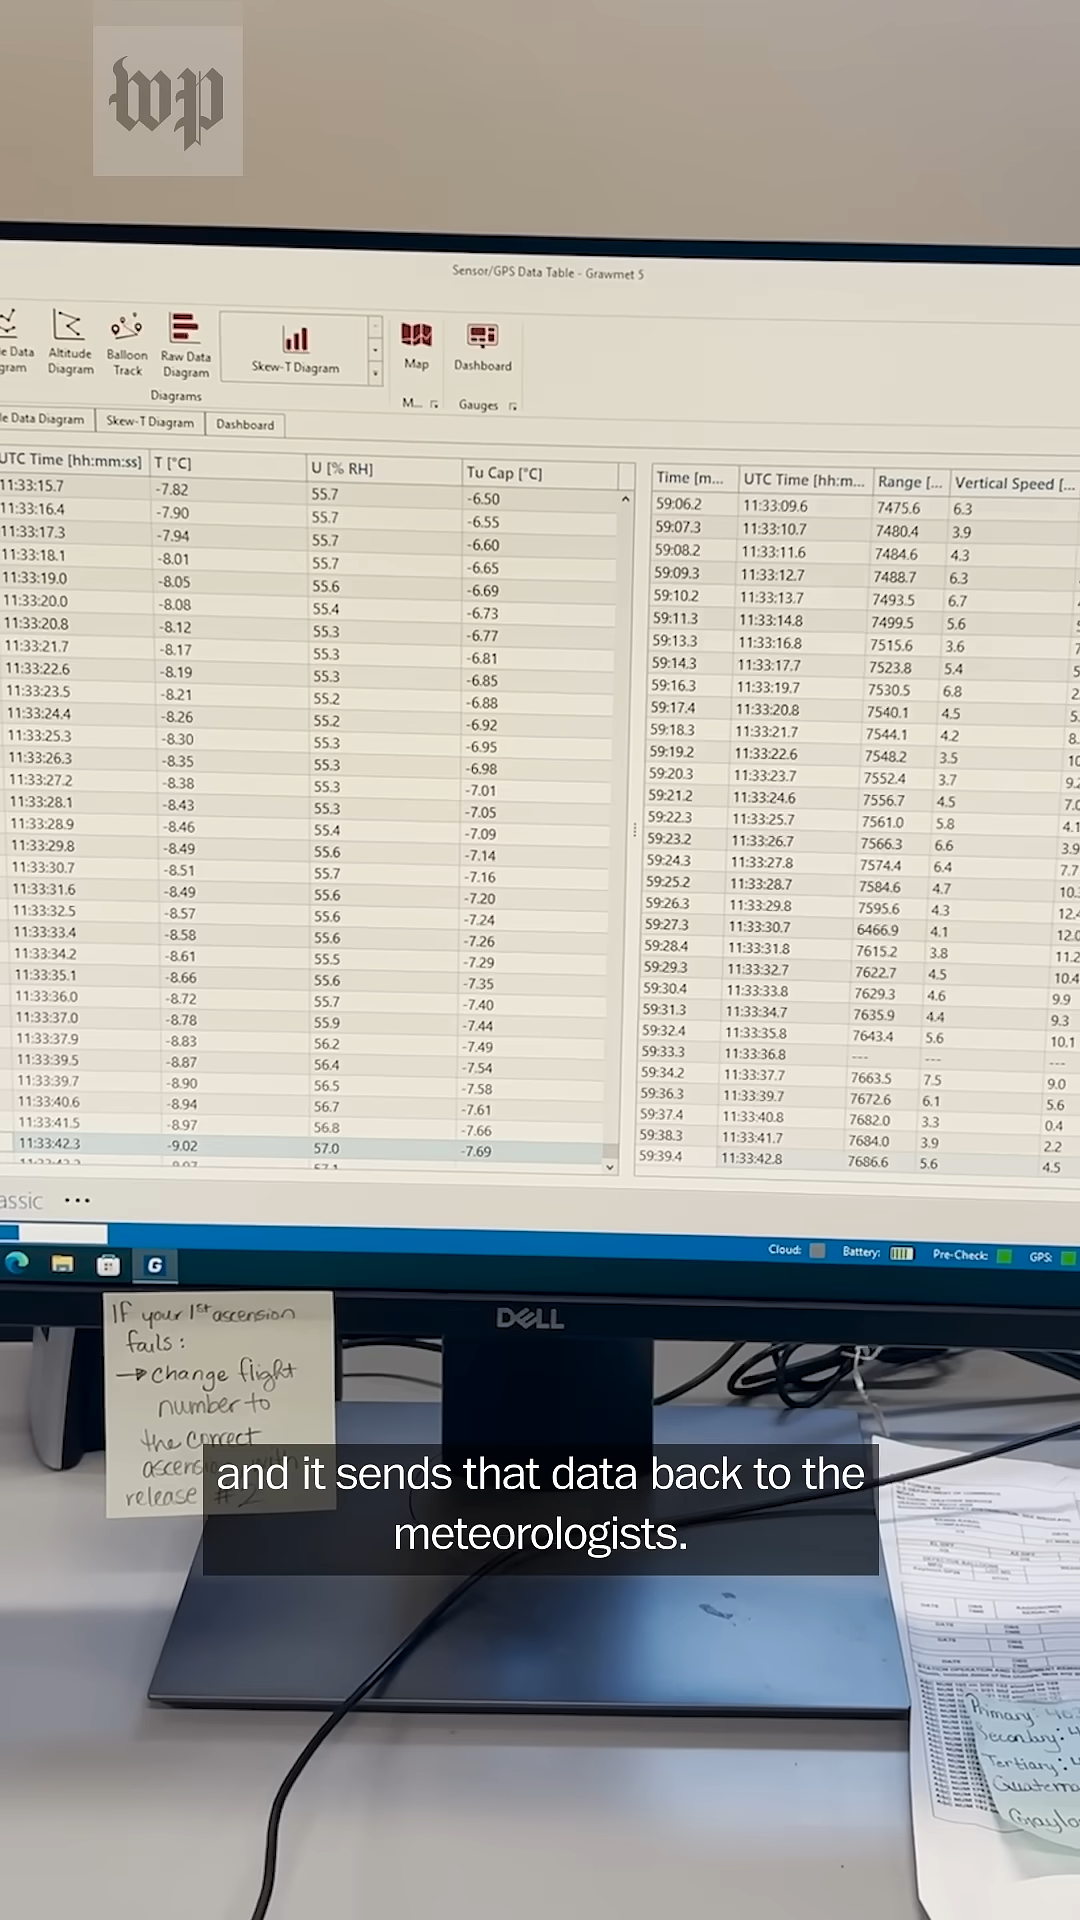 wp
Sensor/GPS Data Table - Grawmet 5
Altitude Diagram
Balloon Track
Raw Data Diagram
Skew-T Diagram
Map
Dashboard
Diagrams
M...
Gauges
Data Diagram Skew-T Diagram Dashboard
UTC Time [hh:mm:ss] T [°C] U [% RH] Tu Cap [°C]
11:33:15.7 -7.82 55.7 -6.50
11:33:16.4 -7.90 55.7 -6.55
11:33:17.3 -7.94 55.7 -6.60
11:33:18.1 -8.01 55.7 -6.65
11:33:19.0 -8.05 55.6 -6.69
11:33:20.0 -8.08 55.4 -6.73
11:33:20.8 -8.12 55.3 -6.77
11:33:21.7 -8.17 55.3 -6.81
11:33:22.6 -8.19 55.3 -6.85
11:33:23.5 -8.21 55.2 -6.88
11:33:24.4 -8.26 55.2 -6.92
11:33:25.3 -8.30 55.3 -6.95
11:33:26.3 -8.35 55.3 -6.98
11:33:27.2 -8.38 55.3 -7.01
11:33:28.1 -8.43 55.3 -7.05
11:33:28.9 -8.46 55.4 -7.09
11:33:29.8 -8.49 55.6 -7.14
11:33:30.7 -8.51 55.7 -7.16
11:33:31.6 -8.49 55.6 -7.20
11:33:32.5 -8.57 55.6 -7.24
11:33:33.4 -8.58 55.6 -7.26
11:33:34.2 -8.61 55.5 -7.29
11:33:35.1 -8.66 55.6 -7.35
11:33:36.0 -8.72 55.7 -7.40
11:33:37.0 -8.78 55.9 -7.44
11:33:37.9 -8.83 56.2 -7.49
11:33:39.5 -8.87 56.4 -7.54
11:33:39.7 -8.90 56.5 -7.58
11:33:40.6 -8.94 56.7 -7.61
11:33:41.5 -8.97 56.8 -7.66
11:33:42.3 -9.02 57.0 -7.69
Time [m... UTC Time [hh:m... Range [... Vertical Speed [...
59:06.2 11:33:09.6 7475.6 6.3
59:07.3 11:33:10.7 7480.4 3.9
59:08.2 11:33:11.6 7484.6 4.3
59:09.3 11:33:12.7 7488.7 6.3
59:10.2 11:33:13.7 7493.5 6.7
59:11.3 11:33:14.8 7499.5 5.6
59:13.3 11:33:16.8 7515.6 3.6
59:14.3 11:33:17.7 7523.8 5.4
59:16.3 11:33:19.7 7530.5 6.8
59:17.4 11:33:20.8 7540.1 4.5
59:18.3 11:33:21.7 7544.1 4.2
59:19.2 11:33:22.6 7548.2 3.5
59:20.3 11:33:23.7 7552.4 3.7
59:21.2 11:33:24.6 7556.7 4.5
59:22.3 11:33:25.7 7561.0 5.8
59:23.2 11:33:26.7 7566.3 6.6
59:24.3 11:33:27.8 7574.4 6.4
59:25.2 11:33:28.7 7584.6 4.7
59:26.3 11:33:29.8 7595.6 4.3
59:27.3 11:33:30.7 6466.9 4.1
59:28.4 11:33:31.8 7615.2 3.8 11.2
59:29.3 11:33:32.7 7622.7 4.5 10.4
59:30.4 11:33:33.8 7629.3 4.6 9.9
59:31.3 11:33:34.7 7635.9 4.4 9.3
59:32.4 11:33:35.8 7643.4 5.6 10.1
59:33.3 11:33:36.8 --- --- ---
59:34.2 11:33:37.7 7663.5 7.5 9.0
59:36.3 11:33:39.7 7672.6 6.1 5.6
59:37.4 11:33:40.8 7682.0 3.3 0.4
59:38.3 11:33:41.7 7684.0 3.9 2.2
59:39.4 11:33:42.8 7686.6 5.6 4.5
assic ...
Cloud: Battery: Pre-Check: GPS:
G
DELL
If your 1st ascension
fails:
→ change flight
number to
the correct
release #2
and it sends that data back to the
meteorologists.
Primary:
Secondary:
Tertiary: